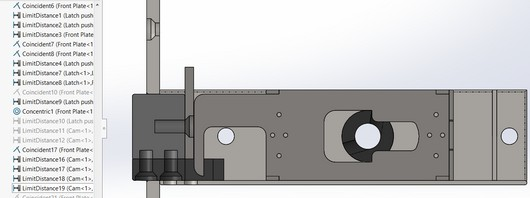 Coincident6 (Front Plate<1
LimitDistance1 (Latch push
LimitDistance2 (Latch push
LimitDistance3 (Front Plate
Coincident7 (Front Plate<1
Coincident8 (Front Plate<1
LimitDistance4 (Latch push
LimitDistance7 (Latch<1>,l
LimitDistance8 (Latch<1>,l
Coincident10 (Front Plate<
LimitDistance9 (Latch push
Concentric1 (Front Plate<1
LimitDistance10 (Latch pus
LimitDistance11 (Cam<1>,
LimitDistance12 (Cam<1>,
Coincident17 (Front Plate<
LimitDistance16 (Cam<1>,
LimitDistance17 (Cam<1>,
LimitDistance18 (Cam<1>,
LimitDistance19 (Cam<1>,